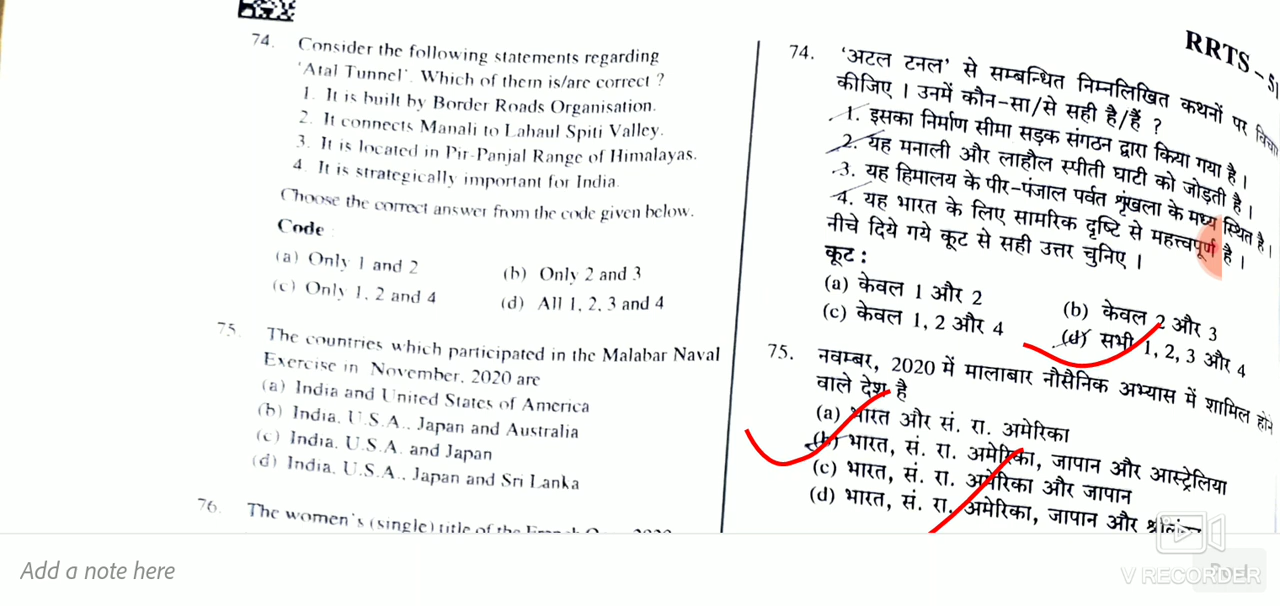 74. Consider the following statements regarding
'Atal Tunnel'. Which of them is/are correct ?
1. It is built by Border Roads Organisation.
2. It connects Manali to Lahaul Spiti Valley.
3. It is located in Pir-Panjal Range of Himalayas.
4. It is strategically important for India.
Choose the correct answer from the code given below.
Code :
(a) Only 1 and 2
(b) Only 2 and 3
(c) Only 1, 2 and 4
(d) All 1, 2, 3 and 4
75. The countries which participated in the Malabar Naval
Exercise in November, 2020 are
(a) India and United States of America
(b) India, U.S.A., Japan and Australia
(c) India, U.S.A. and Japan
(d) India, U.S.A., Japan and Sri Lanka
76. The women's (single) title of the
RRTS - S
74. 'अटल टनल' से सम्बन्धित निम्नलिखित कथनों पर विचा
कीजिए । उनमें कौन-सा/से सही है/हैं ?
1. इसका निर्माण सीमा सड़क संगठन द्वारा किया गया है ।
2. यह मनाली और लाहौल स्पीती घाटी को जोड़ती है ।
3. यह हिमालय के पीर-पंजाल पर्वत शृंखला के मध्य स्थित है ।
4. यह भारत के लिए सामरिक दृष्टि से महत्त्वपूर्ण है ।
नीचे दिये गये कूट से सही उत्तर चुनिए ।
कूट :
(a) केवल 1 और 2
(b) केवल 2 और 3
(c) केवल 1, 2 और 4
(d) सभी 1, 2, 3 और 4
75. नवम्बर, 2020 में मालाबार नौसैनिक अभ्यास में शामिल होने
वाले देश है
(a) भारत और सं. रा. अमेरिका
(b) भारत, सं. रा. अमेरिका, जापान और आस्ट्रेलिया
(c) भारत, सं. रा. अमेरिका और जापान
(d) भारत, सं. रा. अमेरिका, जापान और
Add a note here
V RECORDER